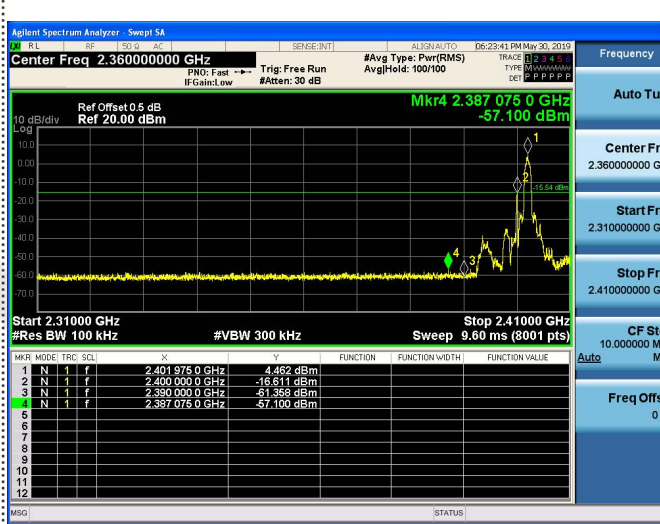 Agilent Spectrum Analyzer - Swept SA
LXI RL RF 50 Ω AC SENSE:INT ALIGN AUTO 06:23:41 PM May 30, 2019
Center Freq 2.360000000 GHz #Avg Type: Pwr(RMS) TRACE 1 2 3 4 5 6 Frequency
PNO: Fast Trig: Free Run Avg|Hold: 100/100 TYPE M W W W W W
IFGain:Low #Atten: 30 dB DET P P P P P P
Auto Tu
Mkr4 2.387 075 0 GHz
Ref Offset 0.5 dB
10 dB/div Ref 20.00 dBm -57.100 dBm
Log
10.0
0.00
-10.0
-20.0
-30.0
-40.0
-50.0
-60.0
-70.0
1
2
-15.54 dBm
4
3
Center Fr
2.360000000 G
Start Fr
2.310000000 G
Stop Fr
2.410000000 G
Start 2.31000 GHz Stop 2.41000 GHz
#Res BW 100 kHz #VBW 300 kHz Sweep 9.60 ms (8001 pts)
CF St
10.000000 M
Auto M
MKR MODE TRC SCL X Y FUNCTION FUNCTION WIDTH FUNCTION VALUE
1 N 1 f 2.401 975 0 GHz 4.462 dBm
2 N 1 f 2.400 000 0 GHz -16.611 dBm
3 N 1 f 2.390 000 0 GHz -61.358 dBm
4 N 1 f 2.387 075 0 GHz -57.100 dBm
5
6
7
8
9
10
11
12
Freq Offs
0
MSG STATUS